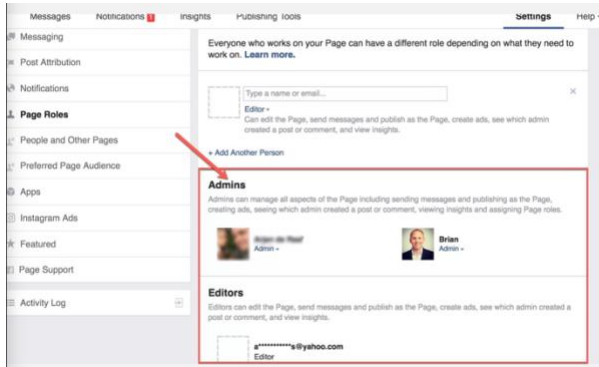 Messages Notifications 1 Insights Publishing Tools Settings Help
Messaging
Post Attribution
Notifications
Page Roles
People and Other Pages
Preferred Page Audience
Apps
Instagram Ads
Featured
Page Support
Activity Log
Everyone who works on your Page can have a different role depending on what they need to
work on. Learn more.
Type a name or email...
Editor
Can edit the Page, send messages and publish as the Page, create ads, see which admin
created a post or comment, and view insights.
+ Add Another Person
Admins
Admins can manage all aspects of the Page including sending messages and publishing as the Page,
creating ads, seeing which admin created a post or comment, viewing insights and assigning Page roles.
Admin
Brian
Admin
Editors
Editors can edit the Page, send messages and publish as the Page, create ads, see which admin created a
post or comment, and view insights.
a***********s@yahoo.com
Editor